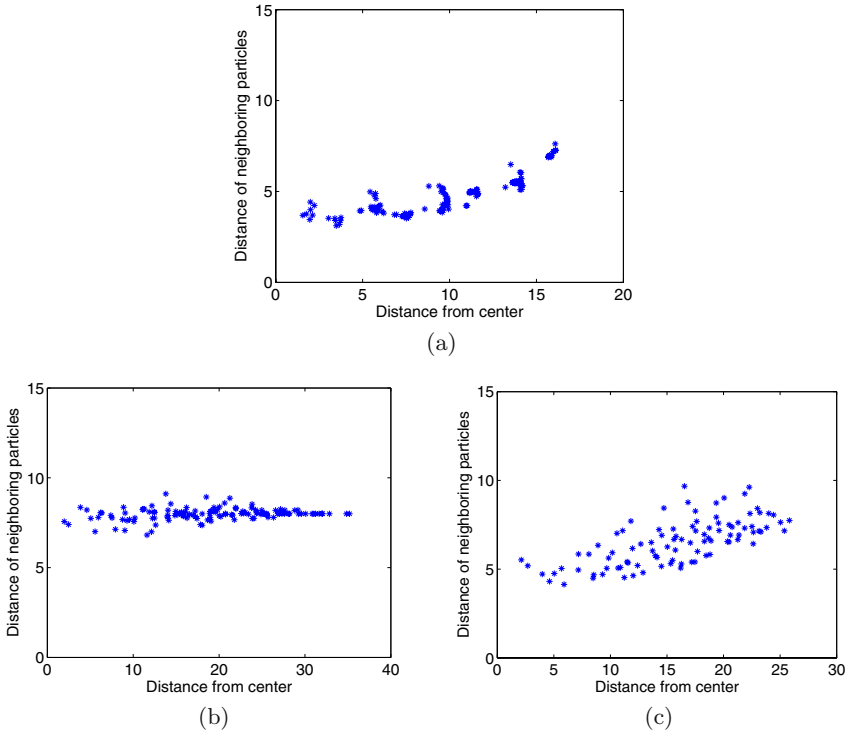 15
10
5
0
Distance of neighboring particles
0 5 10 15 20
Distance from center
(a)
15
10
5
0
Distance of neighboring particles
0 10 20 30 40
Distance from center
(b)
15
10
5
0
Distance of neighboring particles
0 5 10 15 20 25 30
Distance from center
(c)